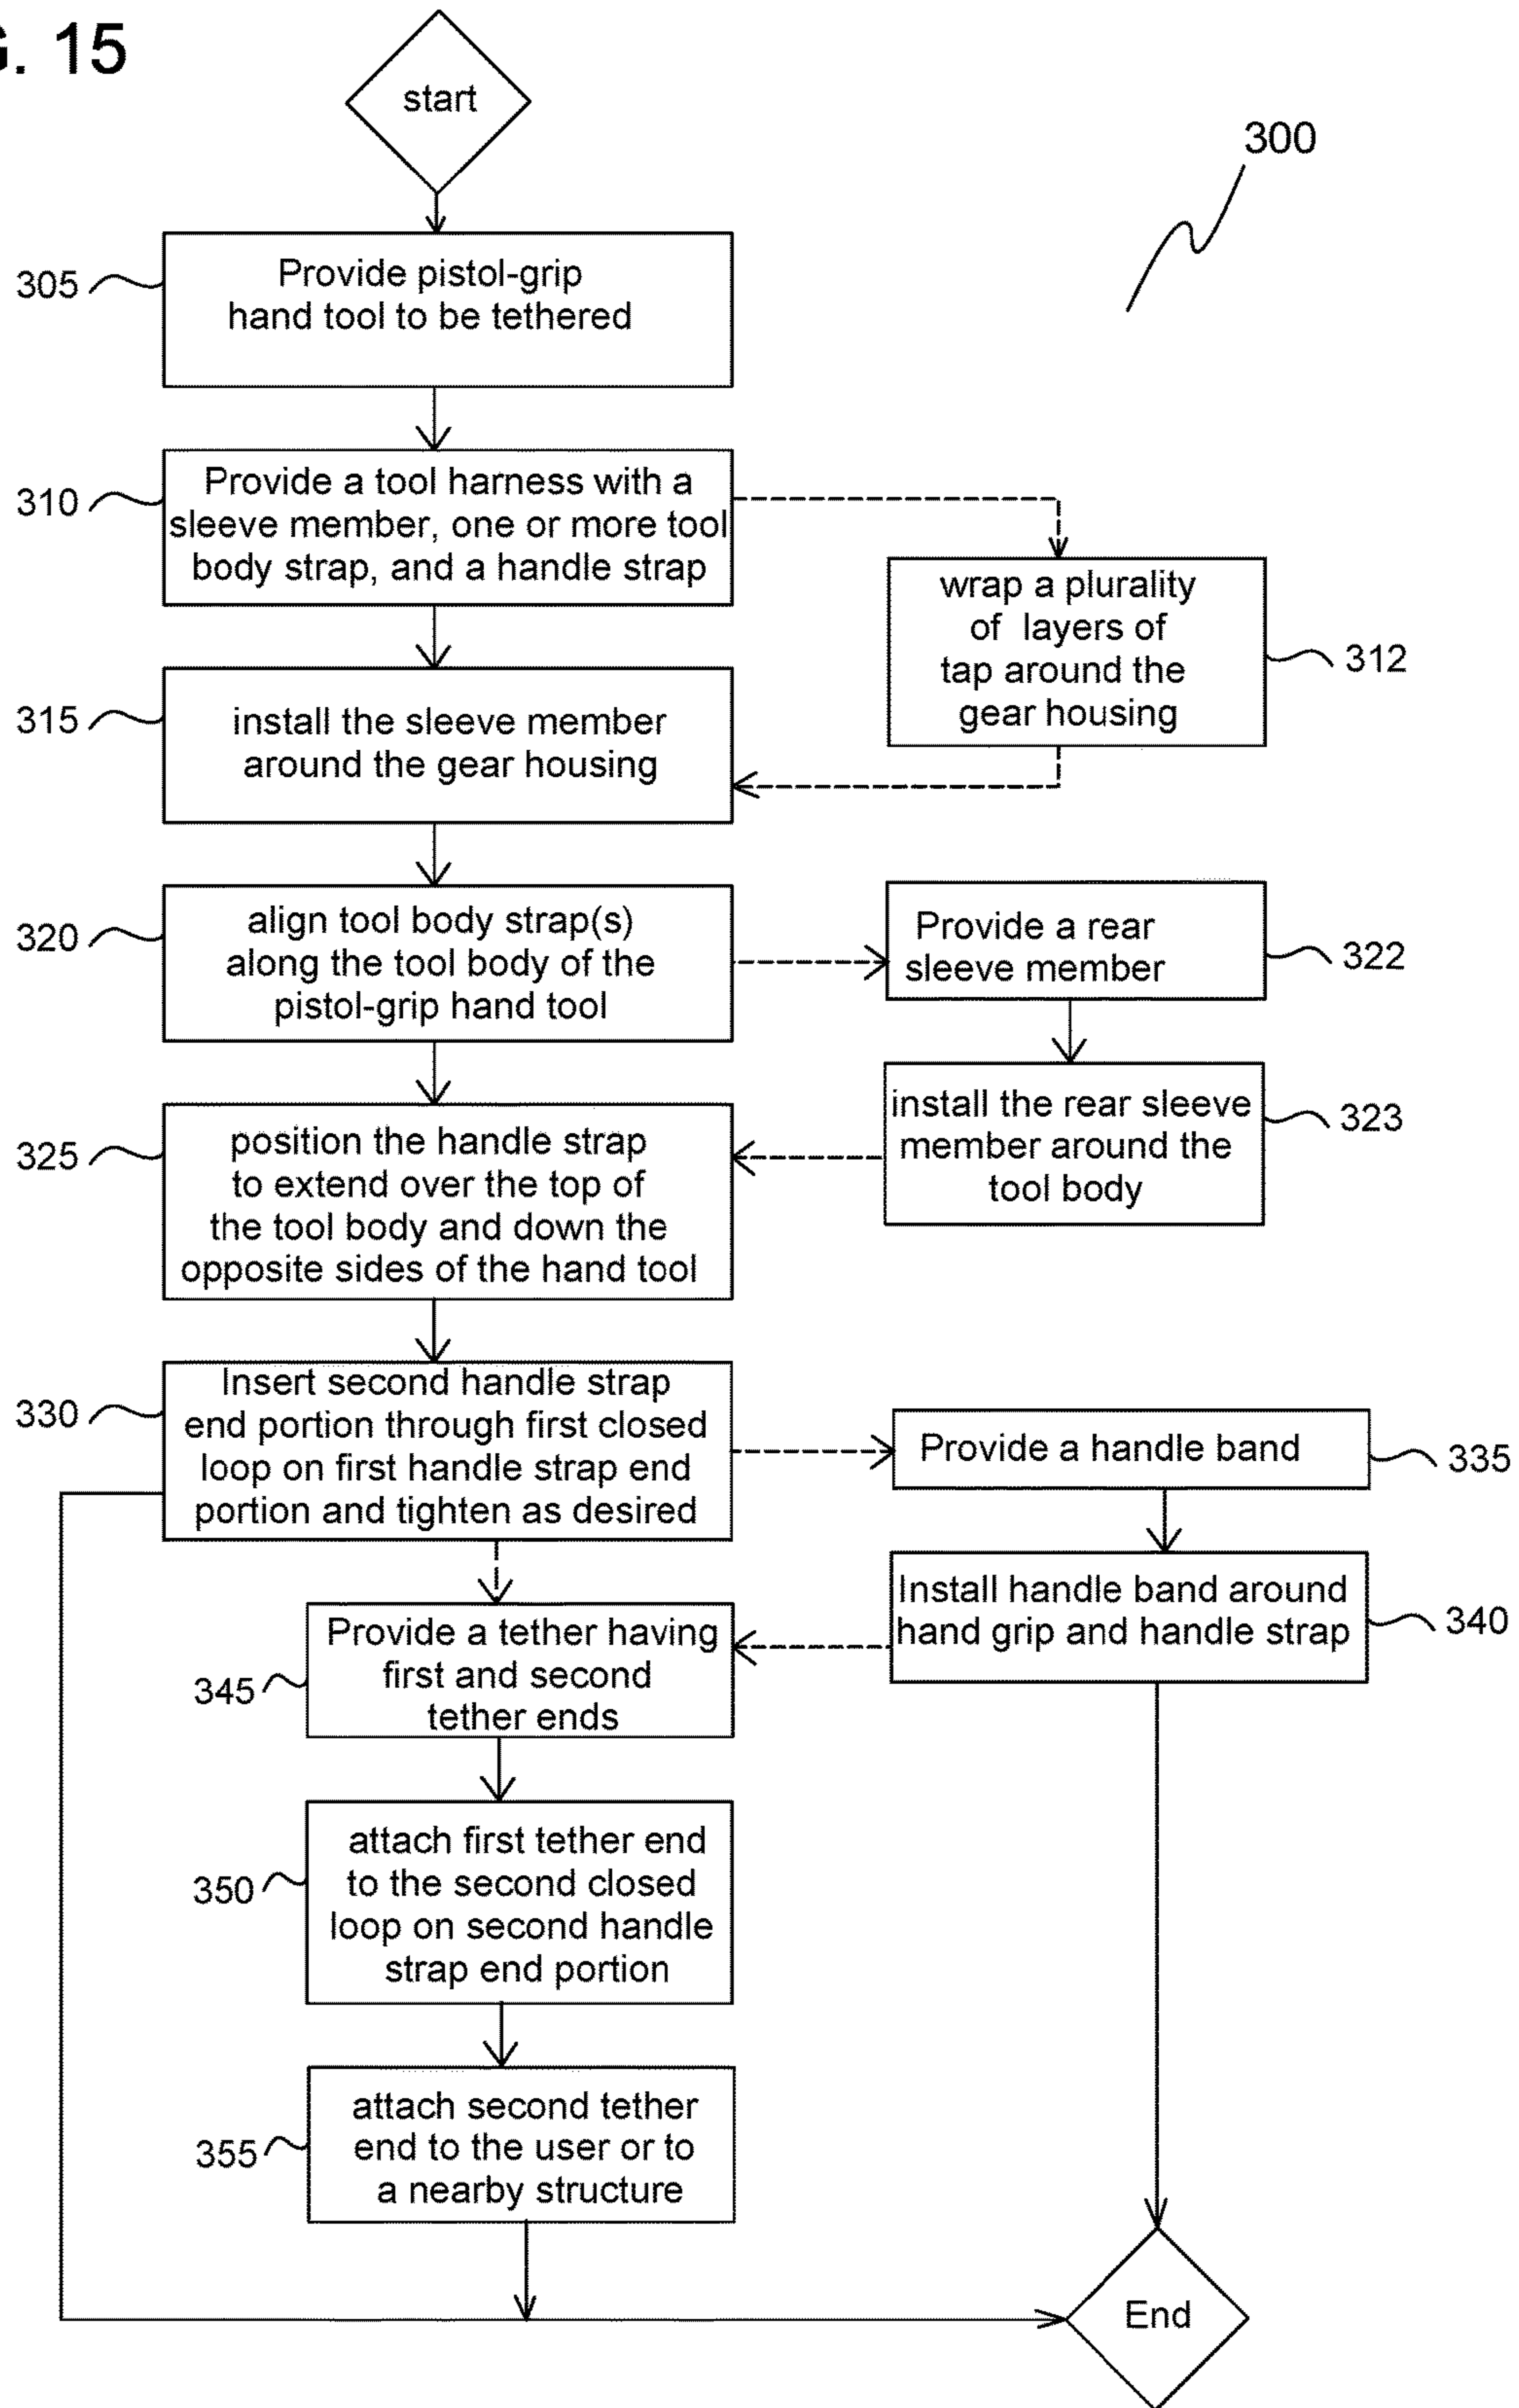 G. 15
start
300
305
Provide pistol-grip
hand tool to be tethered
310
Provide a tool harness with a
sleeve member, one or more tool
body strap, and a handle strap
wrap a plurality
of layers of
tap around the
gear housing
312
315
install the sleeve member
around the gear housing
320
align tool body strap(s)
along the tool body of the
pistol-grip hand tool
Provide a rear
sleeve member
322
install the rear sleeve
member around the
tool body
323
325
position the handle strap
to extend over the top of
the tool body and down the
opposite sides of the hand tool
330
Insert second handle strap
end portion through first closed
loop on first handle strap end
portion and tighten as desired
Provide a handle band
335
Install handle band around
hand grip and handle strap
340
345
Provide a tether having
first and second
tether ends
350
attach first tether end
to the second closed
loop on second handle
strap end portion
355
attach second tether
end to the user or to
a nearby structure
End